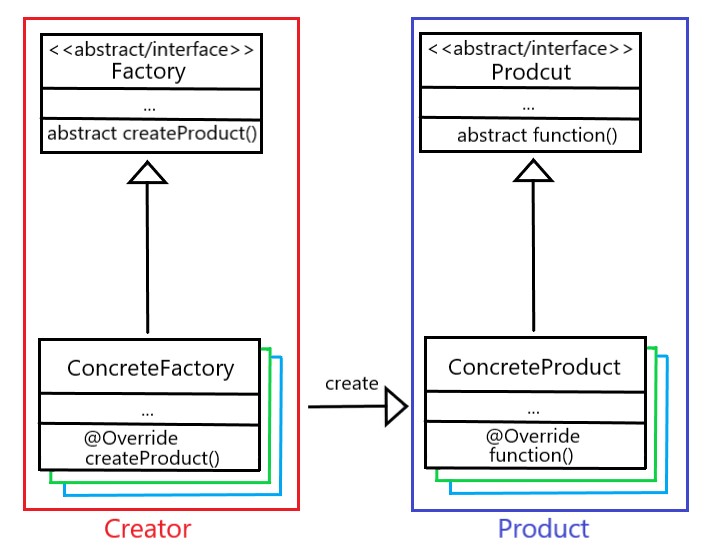 <<abstract/interface>>
Factory
...
abstract createProduct()
<<abstract/interface>>
Prodcut
...
abstract function()
ConcreteFactory
...
@Override
createProduct()
create
ConcreteProduct
...
@Override
function()
Creator
Product